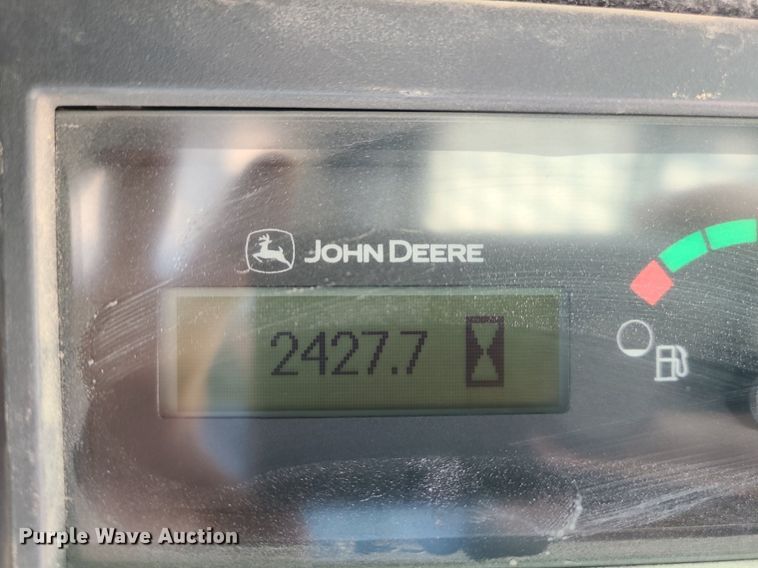 JOHN DEERE
2427.7
Purple Wave Auction